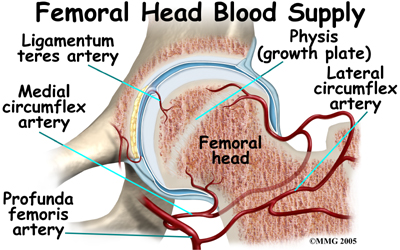 Femoral Head Blood Supply
Ligamentum
teres artery
Physis
(growth plate)
Medial
circumflex
artery
Lateral
circumflex
artery
Femoral
head
Profunda
femoris
artery
©MMG 2005